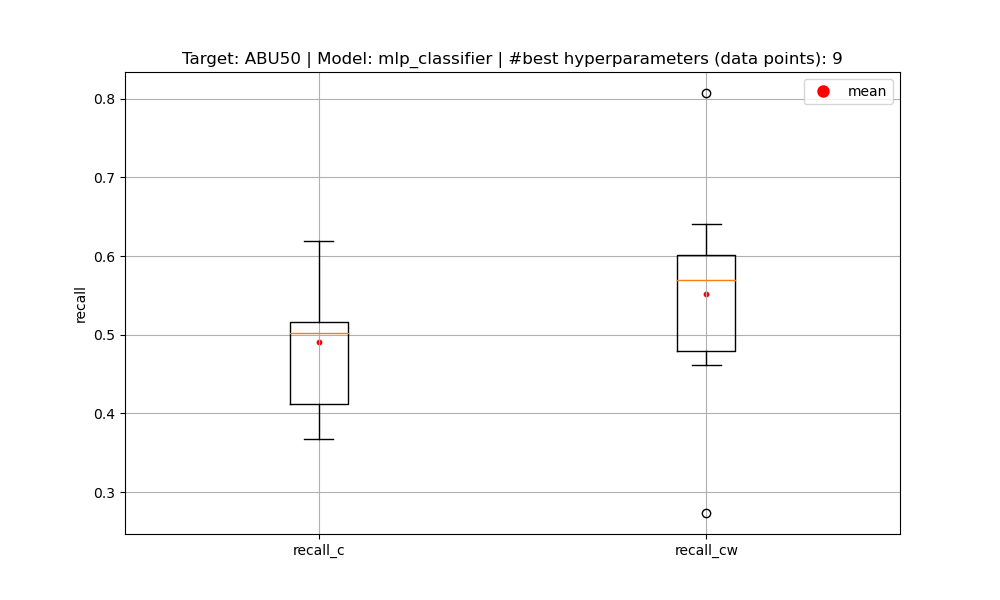 Target: ABU50 | Model: mlp_classifier | #best hyperparameters (data points): 9
mean
0.8
0.7
0.6
0.5
0.4
0.3
recall
recall_c
recall_cw